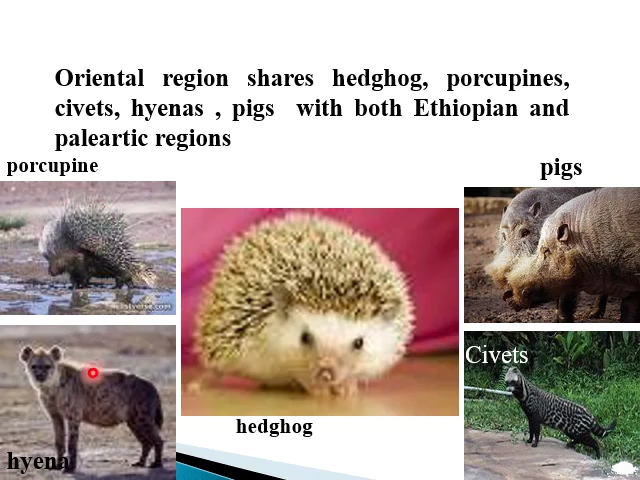 Oriental region shares hedghog, porcupines,
civets, hyenas , pigs with both Ethiopian and
paleartic regions
porcupine
pigs
Civets
hedghog
hyena